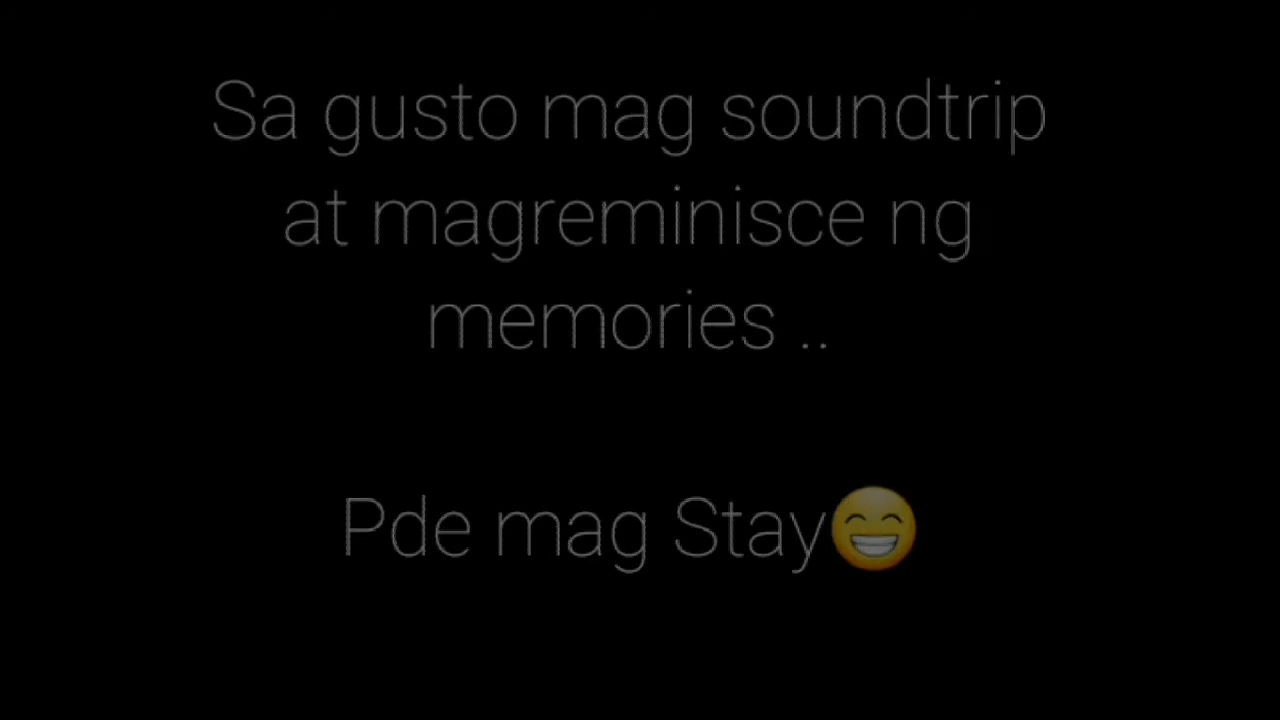 Sa gusto mag soundtrip
at magreminisce ng
memories ..
Pde mag Stay😁